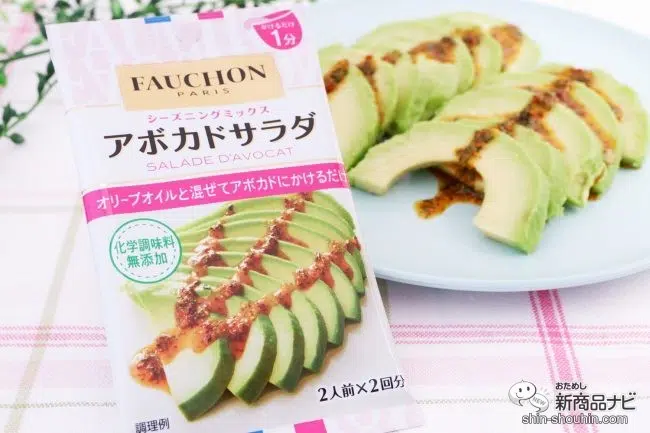 かけるだけ
1分
FAUCHON
PARIS
シーズニングミックス
アボカドサラダ
SALADE D'AVOCAT
オリーブオイルと混ぜてアボカドにかけるだけ
化学調味料
無添加
2人前×2回分
調理例
おためし
新商品ナビ
shin-shouhin.com